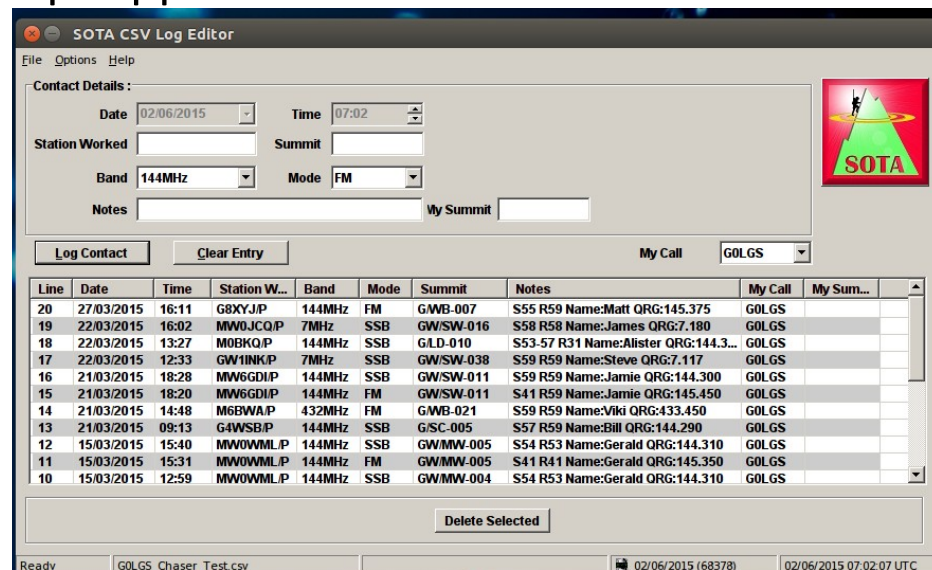 SOTA CSV Log Editor
File Options Help
Contact Details :
Date 02/06/2015 Time 07:02
Station Worked Summit
Band 144MHz Mode FM
Notes My Summit
SOTA
Log Contact Clear Entry My Call G0LGS
Line Date Time Station W... Band Mode Summit Notes My Call My Sum...
20 27/03/2015 16:11 G8XYJ/P 144MHz FM G/WB-007 S55 R59 Name:Matt QRG:145.375 G0LGS
19 22/03/2015 16:02 MW0JCQ/P 7MHz SSB GW/SW-016 S58 R58 Name:James QRG:7.180 G0LGS
18 22/03/2015 13:27 M0BKQ/P 144MHz SSB G/LD-010 S53-57 R31 Name:Alister QRG:144.3... G0LGS
17 22/03/2015 12:33 GW1INK/P 7MHz SSB GW/SW-038 S59 R59 Name:Steve QRG:7.117 G0LGS
16 21/03/2015 18:28 MW6GDI/P 144MHz SSB GW/SW-011 S59 R59 Name:Jamie QRG:144.300 G0LGS
15 21/03/2015 18:20 MW6GDI/P 144MHz FM GW/SW-011 S41 R59 Name:Jamie QRG:145.450 G0LGS
14 21/03/2015 14:48 M6BWA/P 432MHz FM G/WB-021 S59 R59 Name:Viki QRG:433.450 G0LGS
13 21/03/2015 09:13 G4WSB/P 144MHz SSB G/SC-005 S57 R59 Name:Bill QRG:144.290 G0LGS
12 15/03/2015 15:40 MW0WML/P 144MHz SSB GW/MW-005 S54 R53 Name:Gerald QRG:144.310 G0LGS
11 15/03/2015 15:31 MW0WML/P 144MHz FM GW/MW-005 S41 R41 Name:Gerald QRG:145.350 G0LGS
10 15/03/2015 12:59 MW0WML/P 144MHz SSB GW/MW-004 S54 R53 Name:Gerald QRG:144.310 G0LGS
Delete Selected
Ready G0LGS_Chaser_Test.csv 02/06/2015 (68378) 02/06/2015 07:02:07 UTC